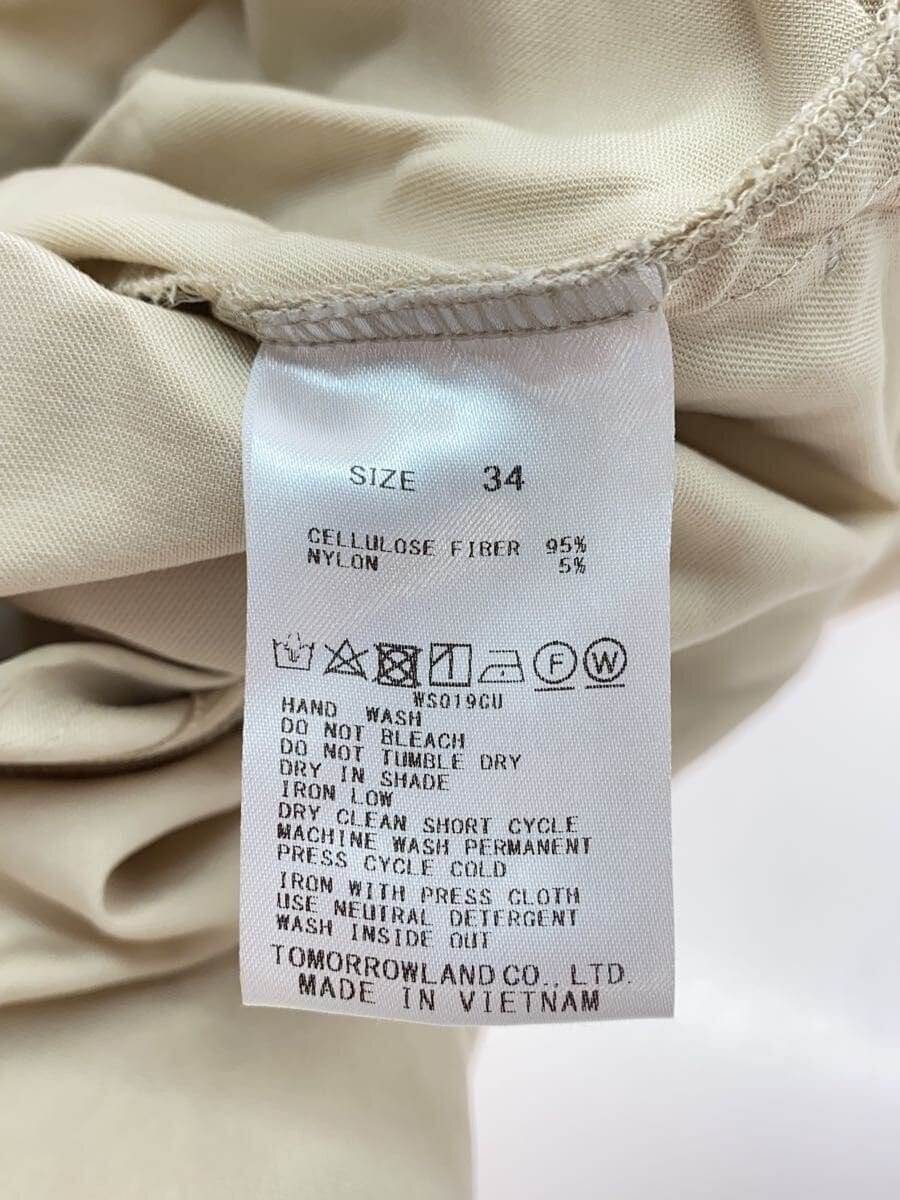 SIZE 34
CELLULOSE FIBER 95%
NYLON 5%
F W
WS019CU
HAND WASH
DO NOT BLEACH
DO NOT TUMBLE DRY
DRY IN SHADE
IRON LOW
DRY CLEAN SHORT CYCLE
MACHINE WASH PERMANENT
PRESS CYCLE COLD
IRON WITH PRESS CLOTH
USE NEUTRAL DETERGENT
WASH INSIDE OUT
TOMORROWLAND CO., LTD.
MADE IN VIETNAM